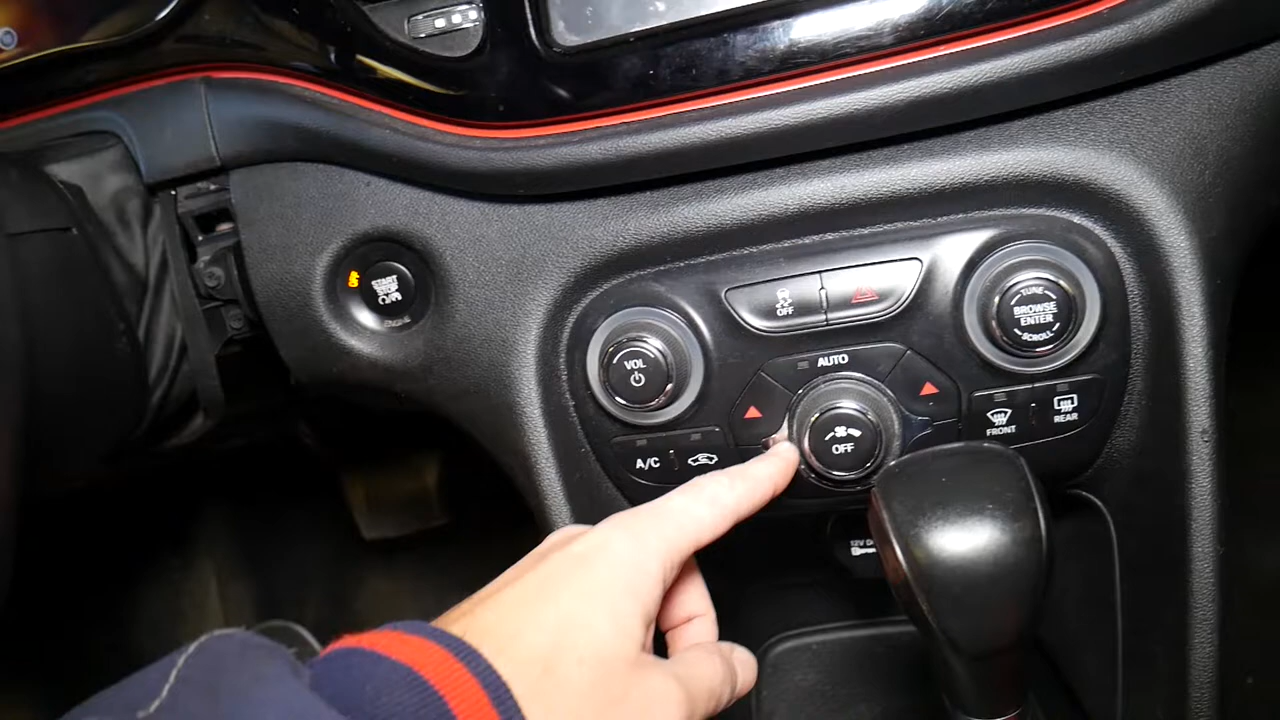 START
STOP
ENGINE
VOL
OFF
AUTO
TUNE
BROWSE
ENTER
SCROLL
A/C
OFF
FRONT
REAR
12V